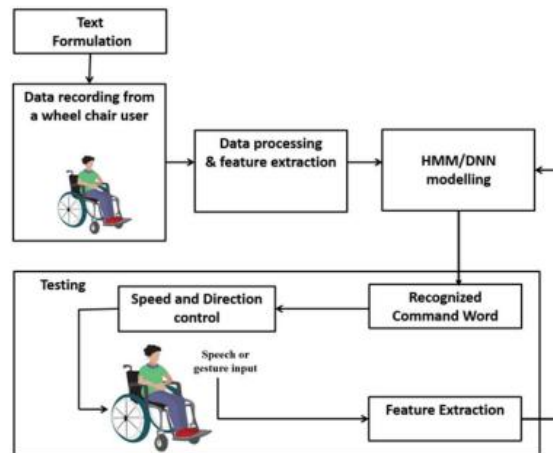 Text
Formulation
Data recording from
a wheel chair user
Data processing
& feature extraction
HMM/DNN
modelling
Testing
Speed and Direction
control
Recognized
Command Word
Speech or
gesture input
Feature Extraction